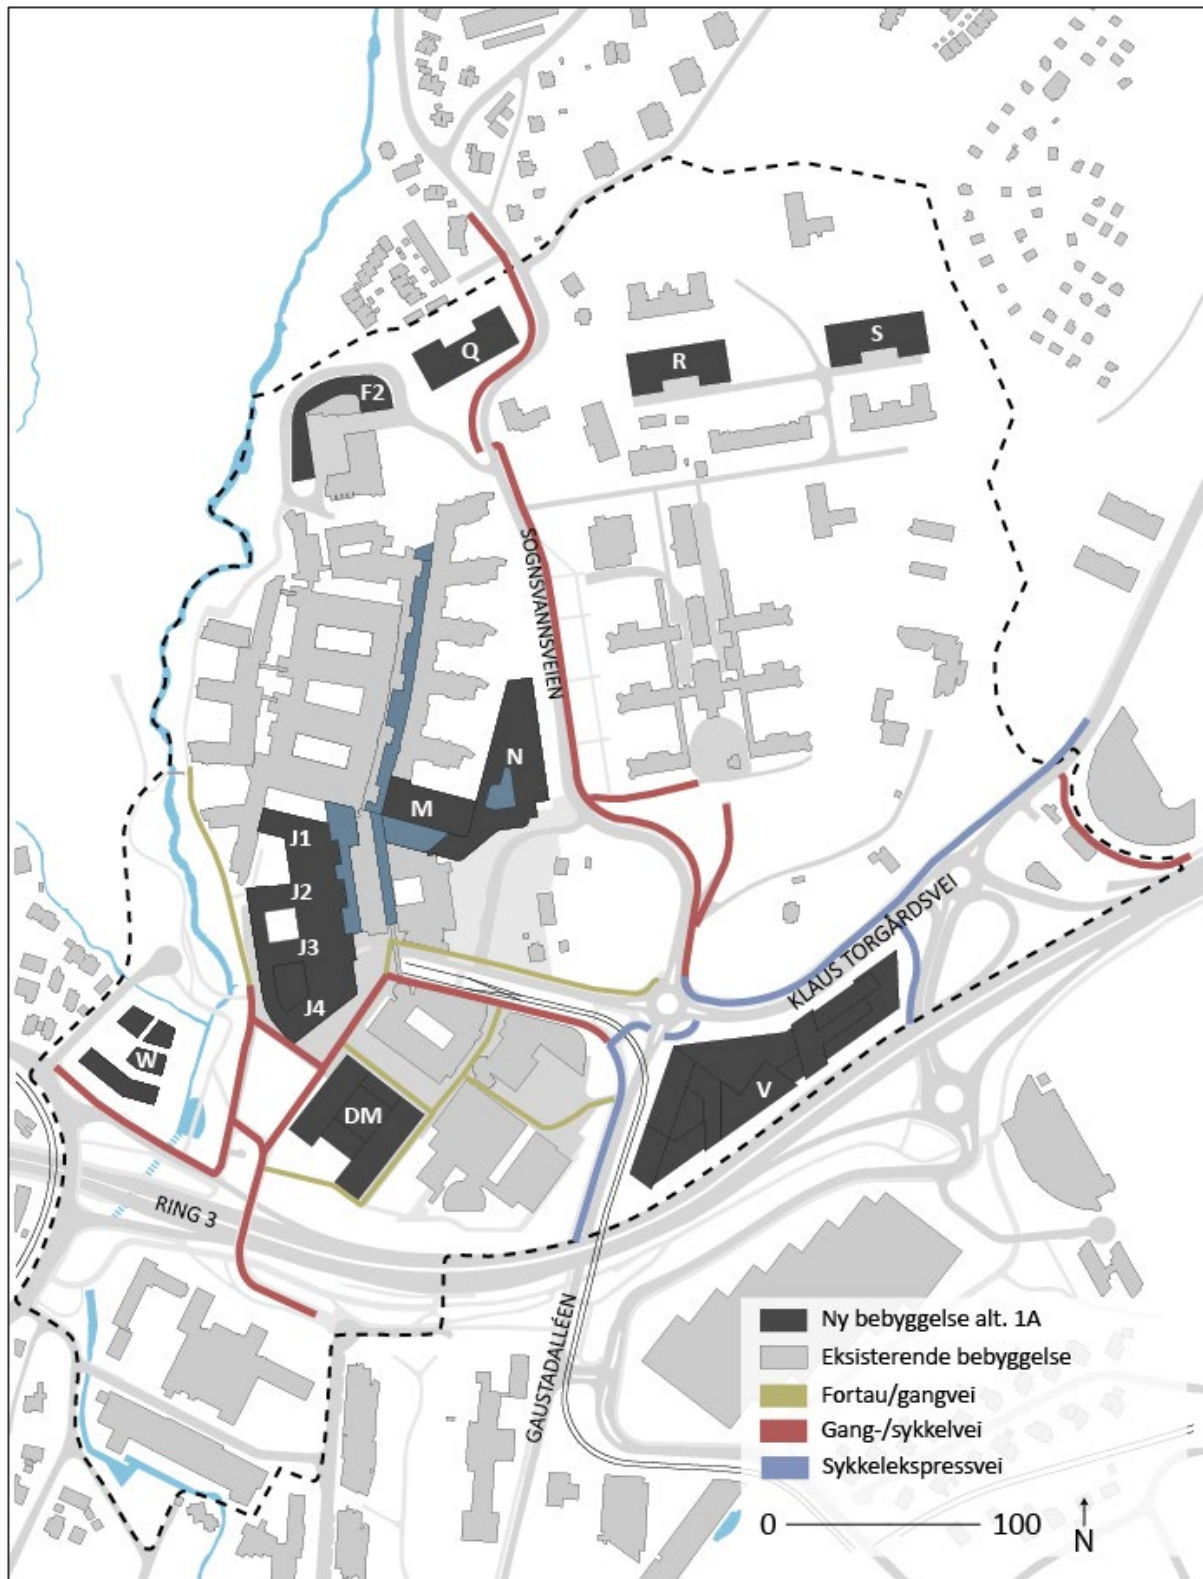 Q
S
R
F2
SOGNSVANNSVEIEN
N
M
J1
J2
J3
J4
KLAUS TORGÅRDSVEI
W
V
DM
RING 3
GAUSTADALLÉEN
Ny bebyggelse alt. 1A
Eksisterende bebyggelse
Fortau/gangvei
Gang-/sykkelvei
Sykkelekspressvei
0 100
N